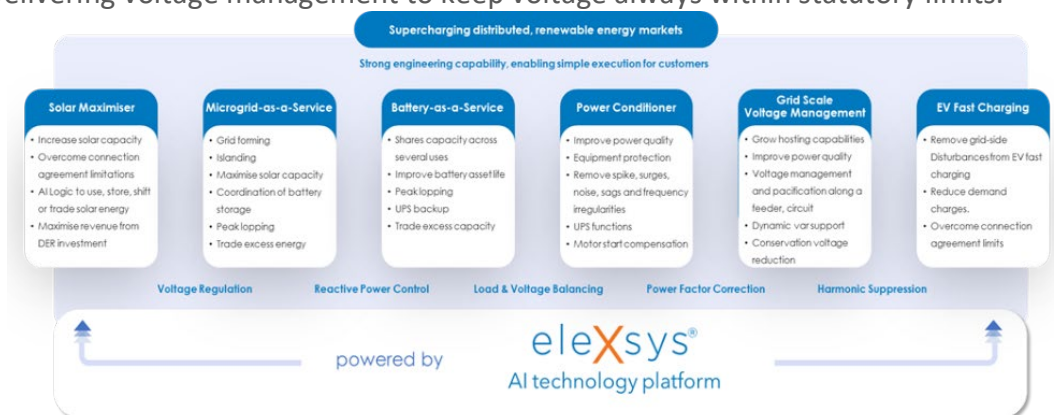 elivering voltage management to keep voltage always within statutory limits.
Supercharging distributed, renewable energy markets
Strong engineering capability, enabling simple execution for customers
Solar Maximiser
• Increase solar capacity
• Overcome connection
agreement limitations
• AI Logic to use, store, shift
or trade solar energy
• Maximise revenue from
DER investment
Microgrid-as-a-Service
• Grid forming
• Islanding
• Maximise solar capacity
• Coordination of battery
storage
• Peak lopping
• Trade excess energy
Battery-as-a-Service
• Shares capacity across
several uses
• Improve battery asset life
• Peak lopping
• UPS backup
• Trade excess capacity
Power Conditioner
• Improve power quality
• Equipment protection
• Remove spike, surges,
noise, sags and frequency
irregularities
• UPS functions
• Motor start compensation
Grid Scale
Voltage Management
• Grow hosting capabilities
• Improve power quality
• Voltage management
and pacification along a
feeder, circuit
• Dynamic var support
• Conservation voltage
reduction
EV Fast Charging
• Remove grid-side
Disturbances from EV fast
charging
• Reduce demand
charges.
• Overcome connection
agreement limits
Voltage Regulation
Reactive Power Control
Load & Voltage Balancing
Power Factor Correction
Harmonic Suppression
powered by
eleXsys®
AI technology platform